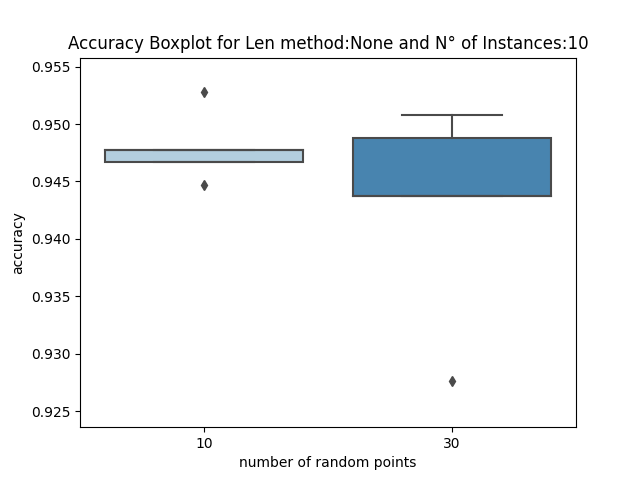 Accuracy Boxplot for Len method:None and N° of Instances:10
0.955
0.950
0.945
0.940
0.935
0.930
0.925
accuracy
10 30
number of random points